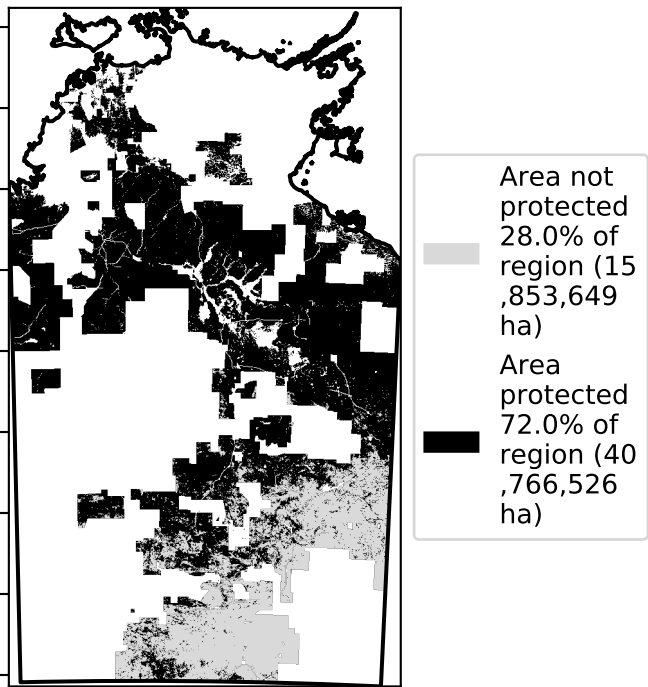 Area not
protected
28.0% of
region (15
,853,649
ha)
Area
protected
72.0% of
region (40
,766,526
ha)